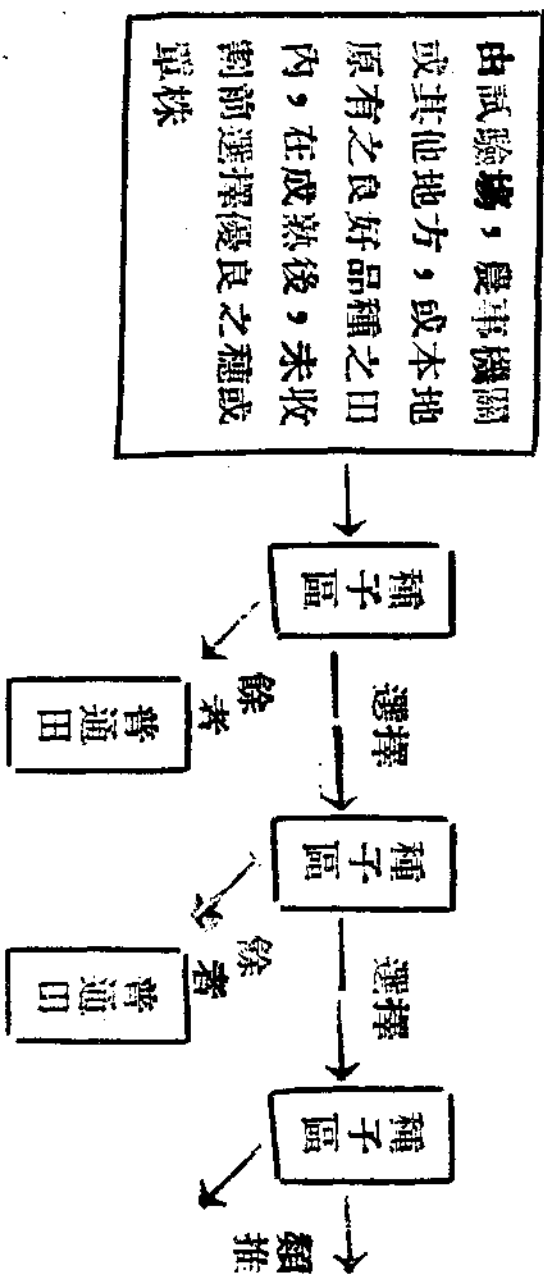 由試驗場，農事機關
或其他地方，或本地
原有之良好品種之田
內，在成熟後，未收
割前選擇優良之穗或
單株
種子區
餘者
普通田
選擇
種子區
餘者
普通田
選擇
種子區
類推